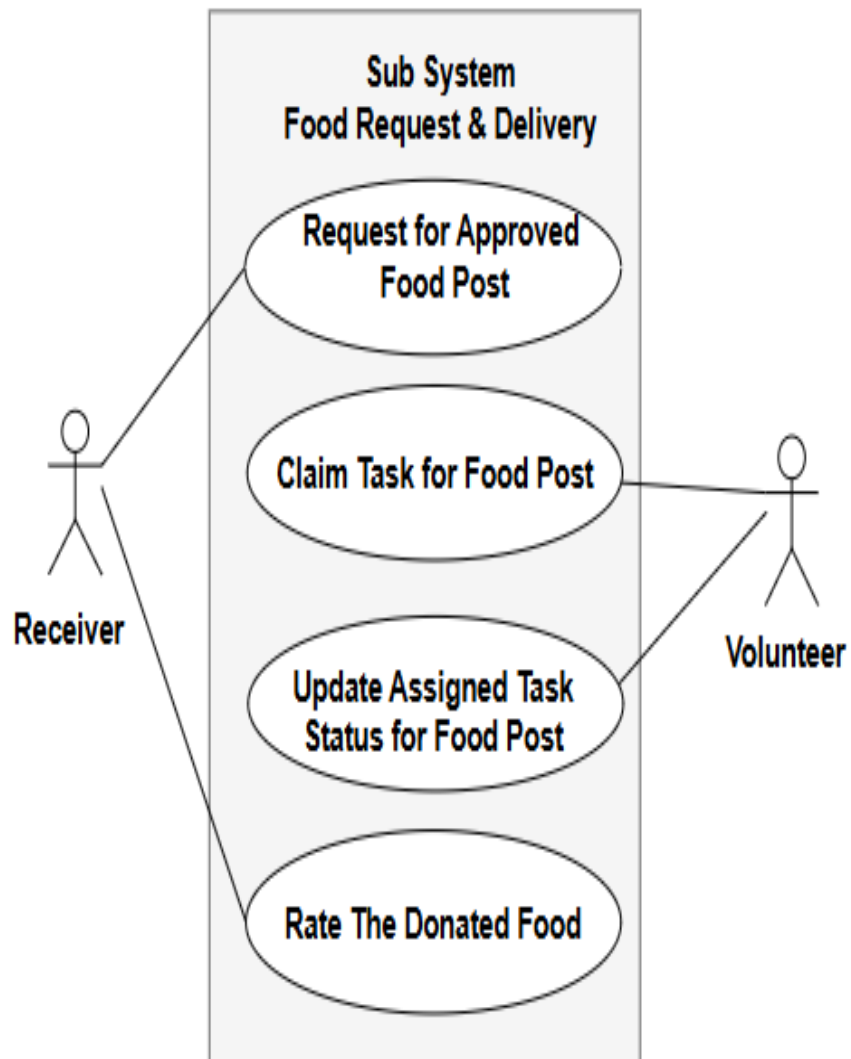 Sub System
Food Request & Delivery
Request for Approved
Food Post
Claim Task for Food Post
Receiver
Volunteer
Update Assigned Task
Status for Food Post
Rate The Donated Food